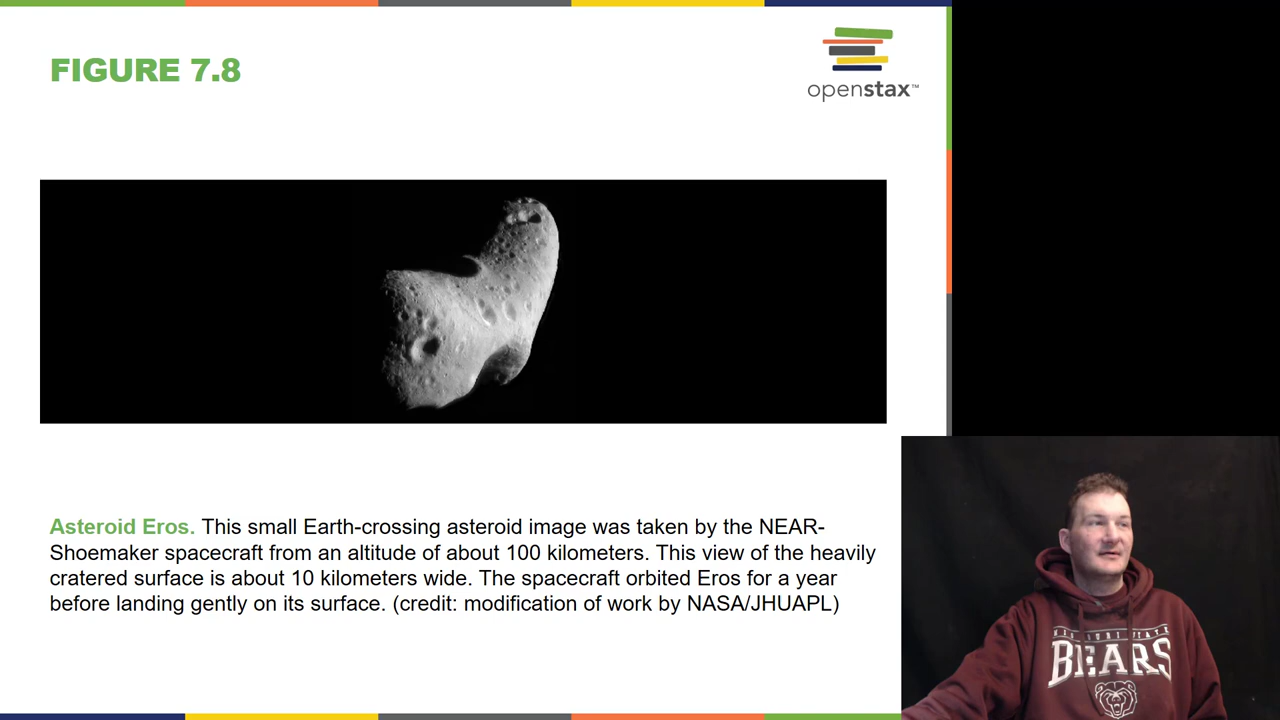 FIGURE 7.8
openstax™
Asteroid Eros. This small Earth-crossing asteroid image was taken by the NEAR-
Shoemaker spacecraft from an altitude of about 100 kilometers. This view of the heavily
cratered surface is about 10 kilometers wide. The spacecraft orbited Eros for a year
before landing gently on its surface. (credit: modification of work by NASA/JHUAPL)
MISSOURI STATE
BEARS